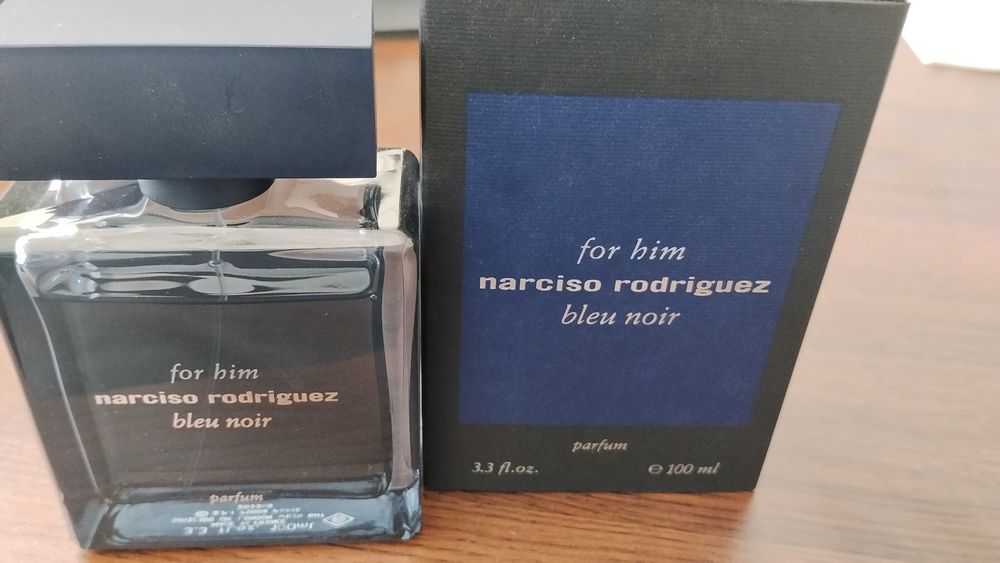 for him
narciso rodriguez
bleu noir
parfum
for him
narciso rodriguez
bleu noir
parfum
3.3 fl.oz. e 100 ml